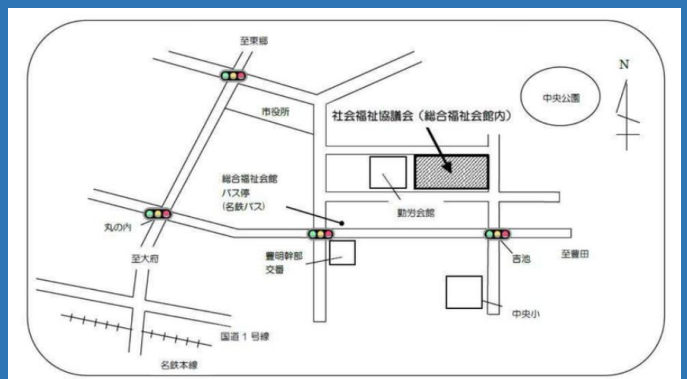 至東郷
N
中央公園
市役所
社会福祉協議会（総合福祉会館内）
総合福祉会館
バス停
（名鉄バス）
勤労会館
丸の内
豊明幹部
交番
吉池
至豊田
至大府
中央小
国道１号線
名鉄本線